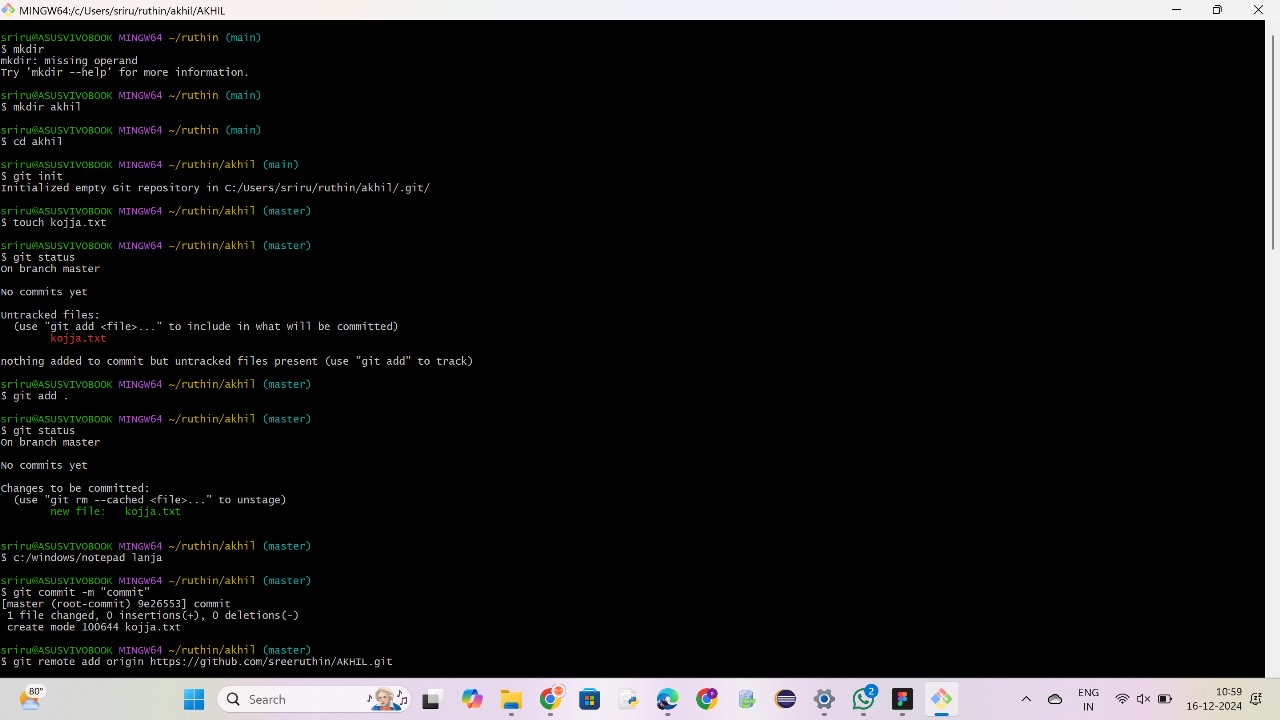 MINGW64:/c/Users/sriru/ruthin/akhil/AKHIL
sriru@ASUSVIVOBOOK MINGW64 ~/ruthin (main)
$ mkdir
mkdir: missing operand
Try 'mkdir --help' for more information.
sriru@ASUSVIVOBOOK MINGW64 ~/ruthin (main)
$ mkdir akhil
sriru@ASUSVIVOBOOK MINGW64 ~/ruthin (main)
$ cd akhil
sriru@ASUSVIVOBOOK MINGW64 ~/ruthin/akhil (main)
$ git init
Initialized empty Git repository in C:/Users/sriru/ruthin/akhil/.git/
sriru@ASUSVIVOBOOK MINGW64 ~/ruthin/akhil (master)
$ touch kojja.txt
sriru@ASUSVIVOBOOK MINGW64 ~/ruthin/akhil (master)
$ git status
On branch master
No commits yet
Untracked files:
(use "git add <file>..." to include in what will be committed)
kojja.txt
nothing added to commit but untracked files present (use "git add" to track)
sriru@ASUSVIVOBOOK MINGW64 ~/ruthin/akhil (master)
$ git add .
sriru@ASUSVIVOBOOK MINGW64 ~/ruthin/akhil (master)
$ git status
On branch master
No commits yet
Changes to be committed:
(use "git rm --cached <file>..." to unstage)
new file:   kojja.txt
sriru@ASUSVIVOBOOK MINGW64 ~/ruthin/akhil (master)
$ c:/windows/notepad lanja
sriru@ASUSVIVOBOOK MINGW64 ~/ruthin/akhil (master)
$ git commit -m "commit"
[master (root-commit) 9e26553] commit
1 file changed, 0 insertions(+), 0 deletions(-)
create mode 100644 kojja.txt
sriru@ASUSVIVOBOOK MINGW64 ~/ruthin/akhil (master)
$ git remote add origin https://github.com/sreeruthin/AKHIL.git
80°
Search
2
ENG
IN
10:59
16-12-2024